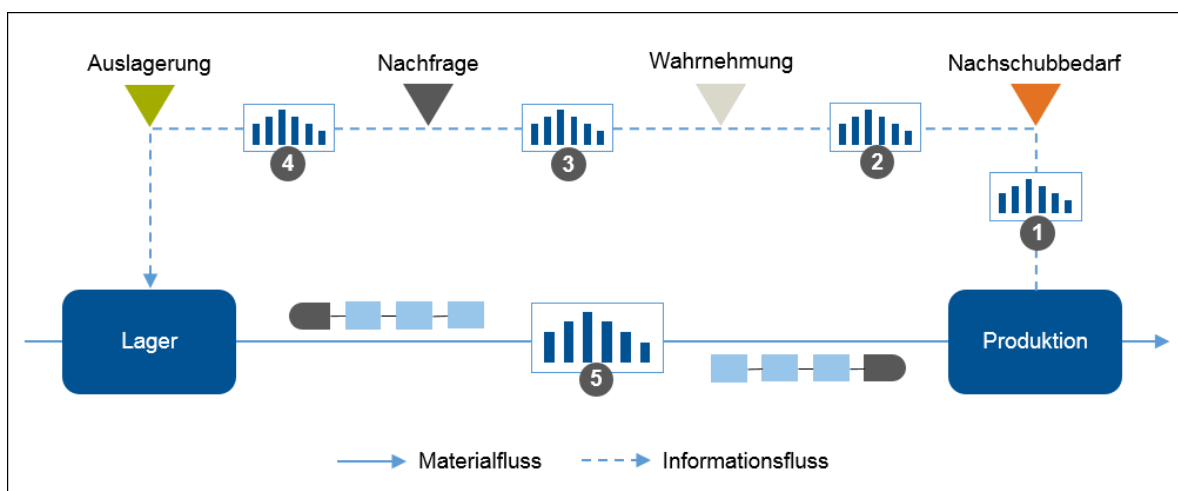 Auslagerung
Nachfrage
Wahrnehmung
Nachschubbedarf
4
3
2
1
Lager
5
Produktion
Materialfluss
Informationsfluss